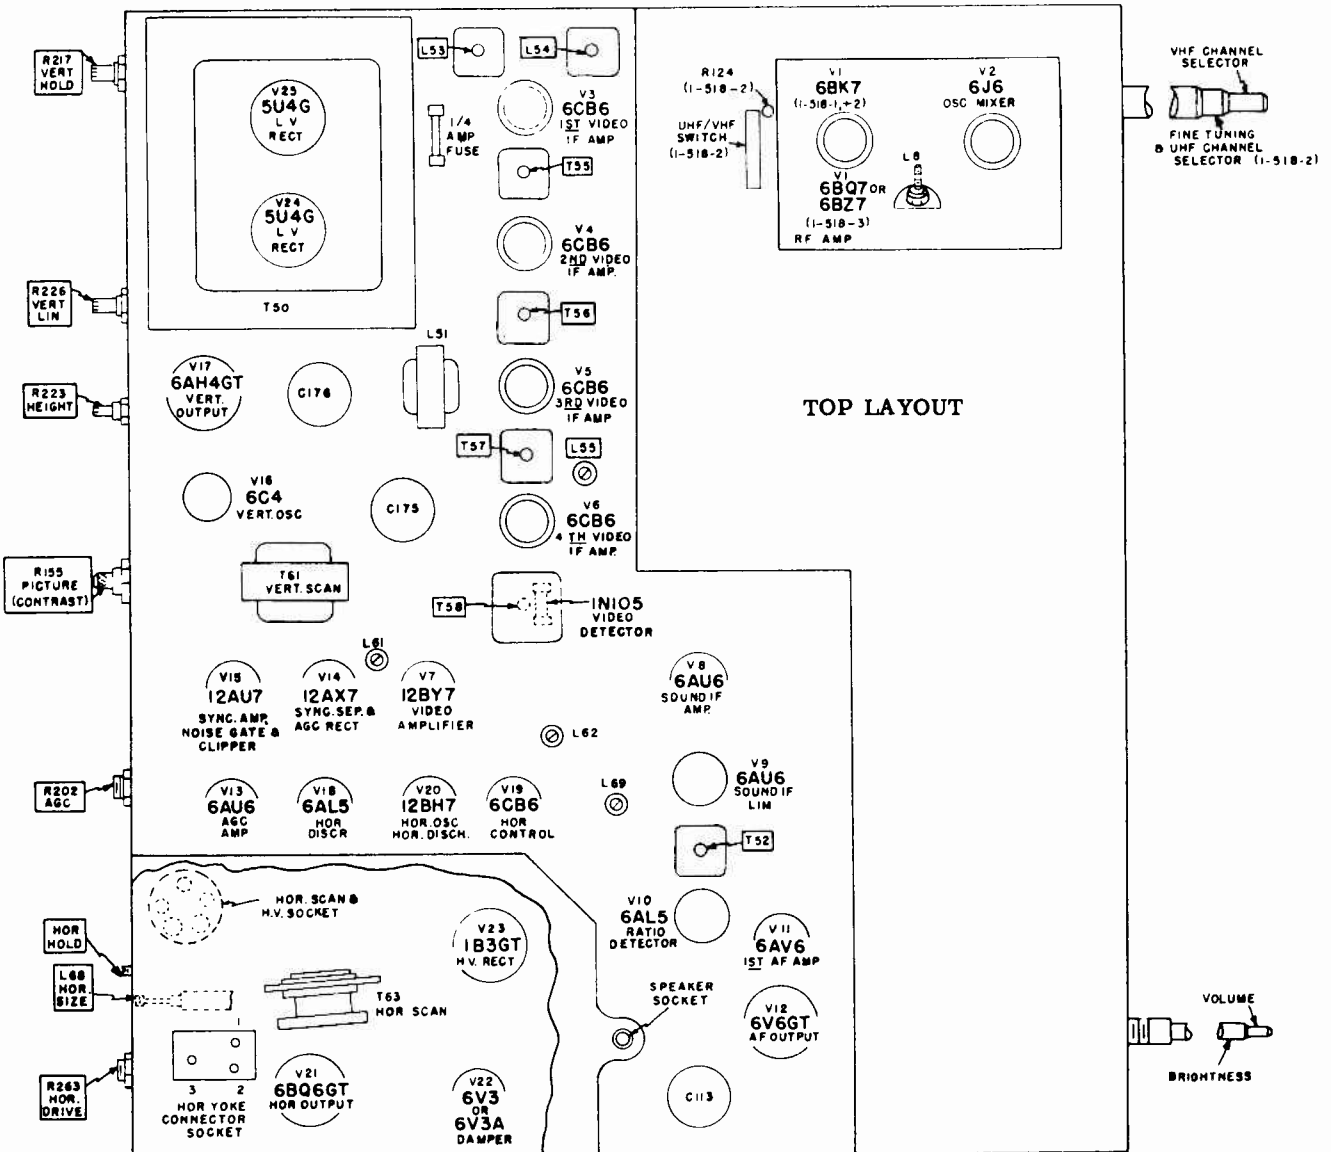 R217
VERT
HOLD
R226
VERT
LIN
R223
HEIGHT
R155
PICTURE
(CONTRAST)
R202
AGC
HOR
HOLD
L68
HOR.
SIZE
R263
HOR.
DRIVE
V25
5U4G
L V
RECT
V24
5U4G
L V
RECT
T50
L53
L54
1/4
AMP
FUSE
V3
6CB6
1ST VIDEO
IF AMP
T55
V4
6CB6
2ND VIDEO
IF AMP.
T56
L51
V17
6AH4GT
VERT.
OUTPUT
C176
V5
6CB6
3RD VIDEO
IF AMP
T57
L55
V16
6C4
VERT.OSC
C175
V6
6CB6
4 TH VIDEO
IF AMP.
T61
VERT. SCAN
T58
IN105
VIDEO
DETECTOR
L61
V15
12AU7
SYNC. AMP,
NOISE GATE &
CLIPPER
V14
12AX7
SYNC. SEP. &
AGC RECT
V7
12BY7
VIDEO
AMPLIFIER
L62
L69
V13
6AU6
AGC
AMP
V18
6AL5
HOR
DISCR
V20
12BH7
HOR.OSC
HOR. DISCH.
V19
6CB6
HOR
CONTROL
V8
6AU6
SOUND IF
AMP.
V9
6AU6
SOUND IF
LIM
T52
V10
6AL5
RATIO
DETECTOR
V11
6AV6
1ST AF AMP
V12
6V6GT
AF OUTPUT
C113
SPEAKER
SOCKET
HOR. SCAN &
H.V. SOCKET
V23
1B3GT
H.V. RECT
T63
HOR SCAN
1
3 2
HOR YOKE
CONNECTOR
SOCKET
V21
6BQ6GT
HOR OUTPUT
V22
6V3
OR
6V3A
DAMPER
R124
(1-518-2)
UHF/VHF
SWITCH
(1-518-2)
V1
6BK7
(1-518-1,+2)
V2
6J6
OSC MIXER
L8
V1
6BQ7 OR
6BZ7
(1-518-3)
RF AMP
TOP LAYOUT
VHF CHANNEL
SELECTOR
FINE TUNING
& UHF CHANNEL
SELECTOR (1-518-2)
VOLUME
BRIGHTNESS